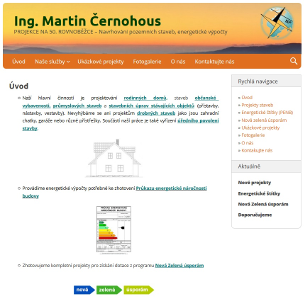 Ing. Martin Černohous
PROJEKCE NA 50. ROVNOBĚŽCE – Navrhování pozemních staveb, energetické výpočty
Úvod Naše služby Ukázkové projekty Fotogalerie O nás Kontaktujte nás
Úvod
Naší hlavní činností je projektování rodinných domů, staveb občanské
vybavenosti, průmyslových staveb a stavebních úprav stávajících objektů (přístavby,
nástavby, vestavby). Nevyhýbáme se ani projektům drobných staveb jako jsou zahradní
chatky, garáže nebo různé přístřešky. Součástí naší práce je také vyřízení úředního povolení
stavby.
Provádíme energetické výpočty potřebné ke zhotovení Průkazu energetické náročnosti
budovy
Zhotovujeme kompletní projekty pro získání dotace z programu Nová zelená úsporám
nová zelená úsporám
Rychlá navigace
» Úvod
» Projekty staveb
» Energetické štítky (PENB)
» Nová zelená úsporám
» Ukázkové projekty
» Fotogalerie
» O nás
» Kontaktujte nás
Aktuálně
Nové projekty
Energetické štítky
Nová Zelená úsporám
Doporučujeme